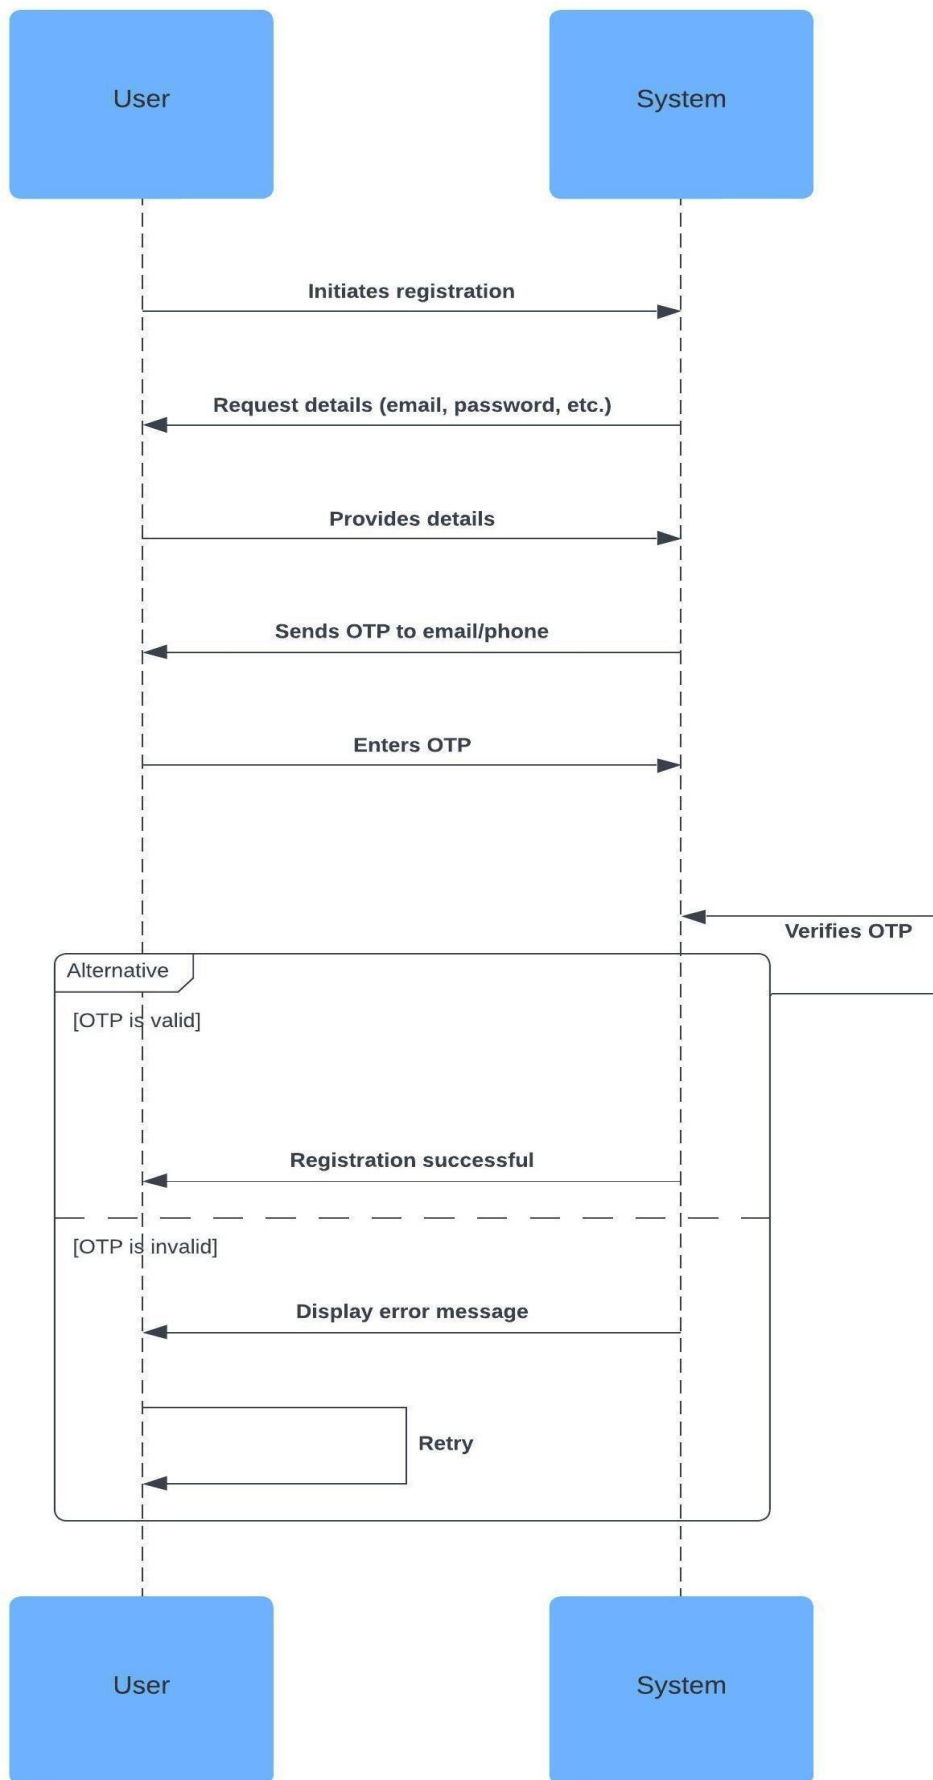 User
System
Initiates registration
Request details (email, password, etc.)
Provides details
Sends OTP to email/phone
Enters OTP
Verifies OTP
Alternative
[OTP is valid]
Registration successful
[OTP is invalid]
Display error message
Retry
User
System